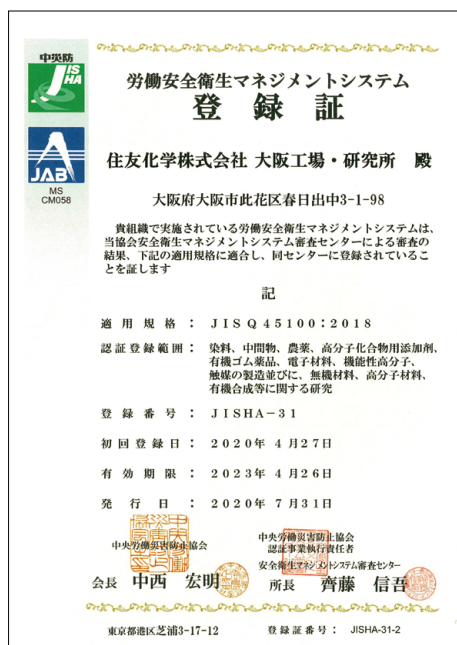 中災防
JISHA
JAB
MS
CM058
労働安全衛生マネジメントシステム
登録証
住友化学株式会社 大阪工場・研究所 殿
大阪府大阪市此花区春日出中3-1-98
貴組織で実施されている労働安全衛生マネジメントシステムは、
当協会安全衛生マネジメントシステム審査センターによる審査の
結果、下記の適用規格に適合し、同センターに登録されているこ
とを証します
記
適用規格： JISQ45100：2018
認証登録範囲： 染料、中間物、農薬、高分子化合物用添加剤、
有機ゴム薬品、電子材料、機能性高分子、
触媒の製造並びに、無機材料、高分子材料、
有機合成等に関する研究
登録番号： JISHA-31
初回登録日： 2020年 4月27日
有効期限： 2023年 4月26日
発行日： 2020年 7月31日
中央労働災害防止協会
会長 中西 宏明
中央労働災害防止協会
認証事業執行責任者
安全衛生マネジメントシステム審査センター
所長 齊藤 信吾
東京都港区芝浦3-17-12 登録証番号： JISHA-31-2